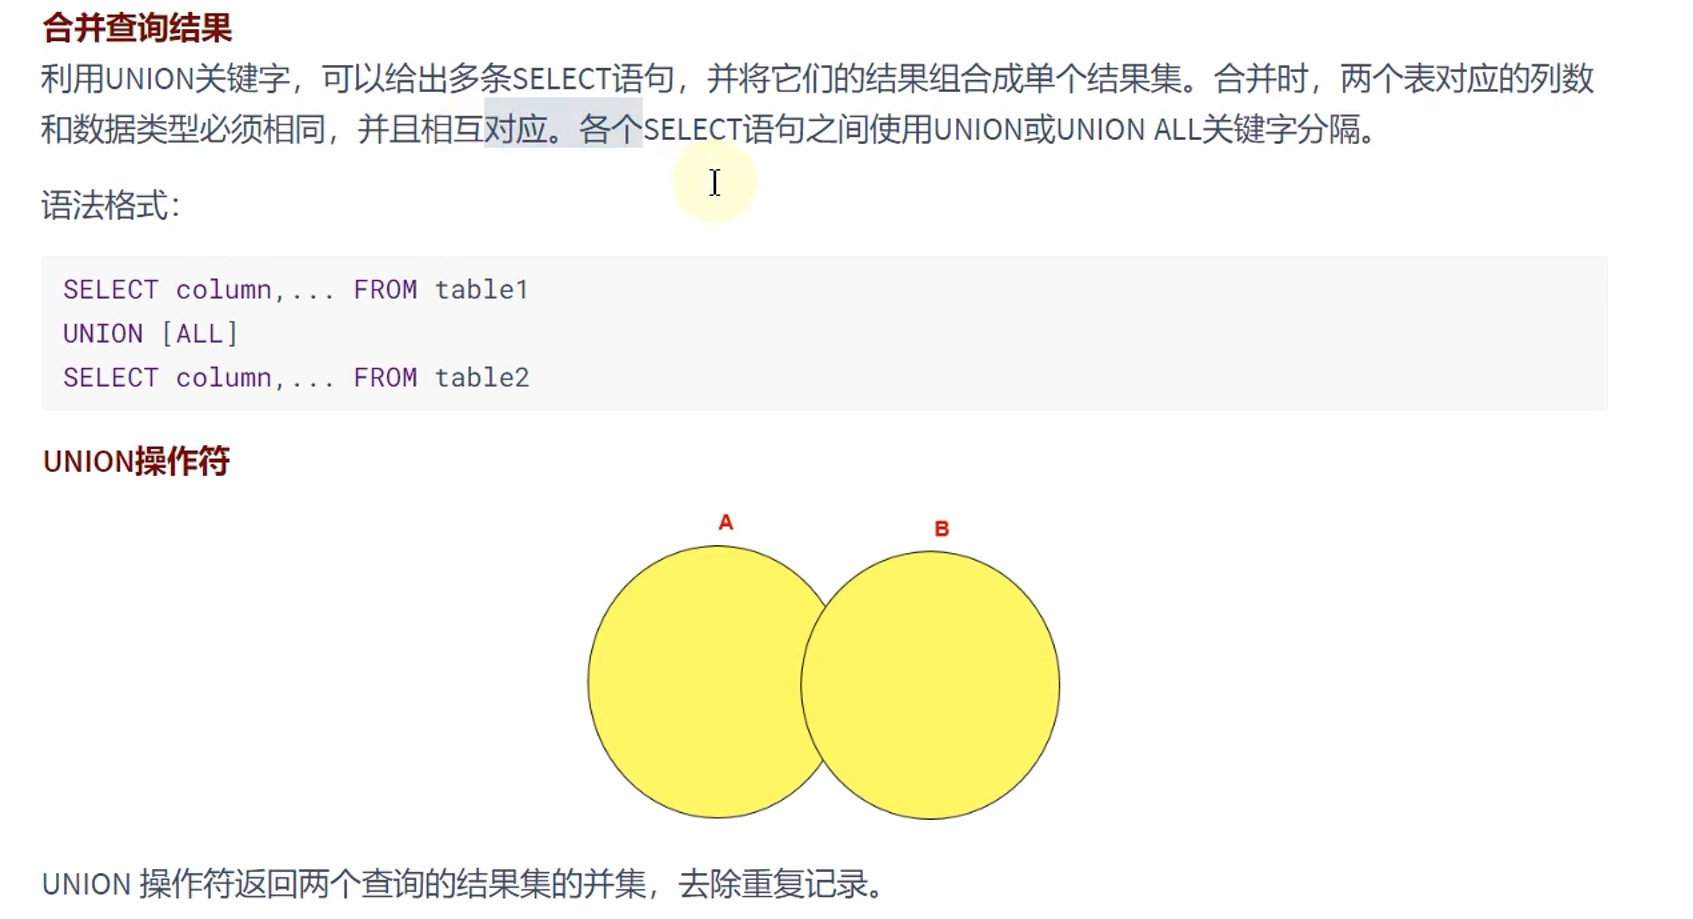 合并查询结果
利用UNION关键字，可以给出多条SELECT语句，并将它们的结果组合成单个结果集。合并时，两个表对应的列数
和数据类型必须相同，并且相互对应。各个SELECT语句之间使用UNION或UNION ALL关键字分隔。
语法格式：
SELECT column,... FROM table1
UNION [ALL]
SELECT column,... FROM table2
UNION操作符
A
B
UNION 操作符返回两个查询的结果集的并集，去除重复记录。